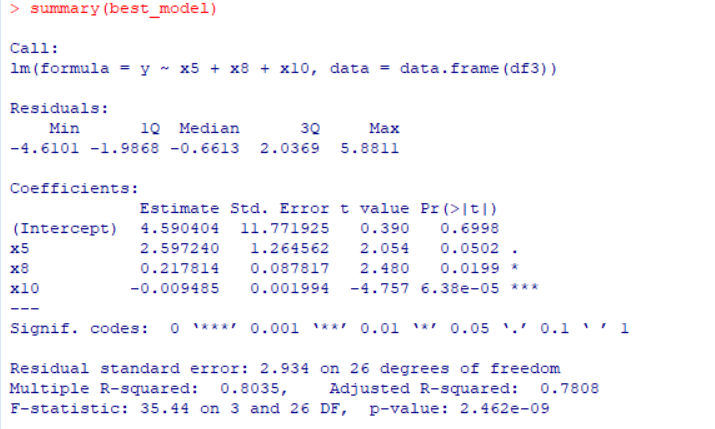 > summary(best_model)
Call:
lm(formula = y ~ x5 + x8 + x10, data = data.frame(df3))
Residuals:
    Min      1Q  Median      3Q     Max
-4.6101 -1.9868 -0.6613  2.0369  5.8811
Coefficients:
             Estimate Std. Error t value Pr(>|t|)
(Intercept)  4.590404  11.771925   0.390   0.6998
x5           2.597240   1.264562   2.054   0.0502 .
x8           0.217814   0.087817   2.480   0.0199 *
x10         -0.009485   0.001994  -4.757 6.38e-05 ***
---
Signif. codes:  0 ‘***’ 0.001 ‘**’ 0.01 ‘*’ 0.05 ‘.’ 0.1 ‘ ’ 1
Residual standard error: 2.934 on 26 degrees of freedom
Multiple R-squared:  0.8035,    Adjusted R-squared:  0.7808
F-statistic: 35.44 on 3 and 26 DF,  p-value: 2.462e-09